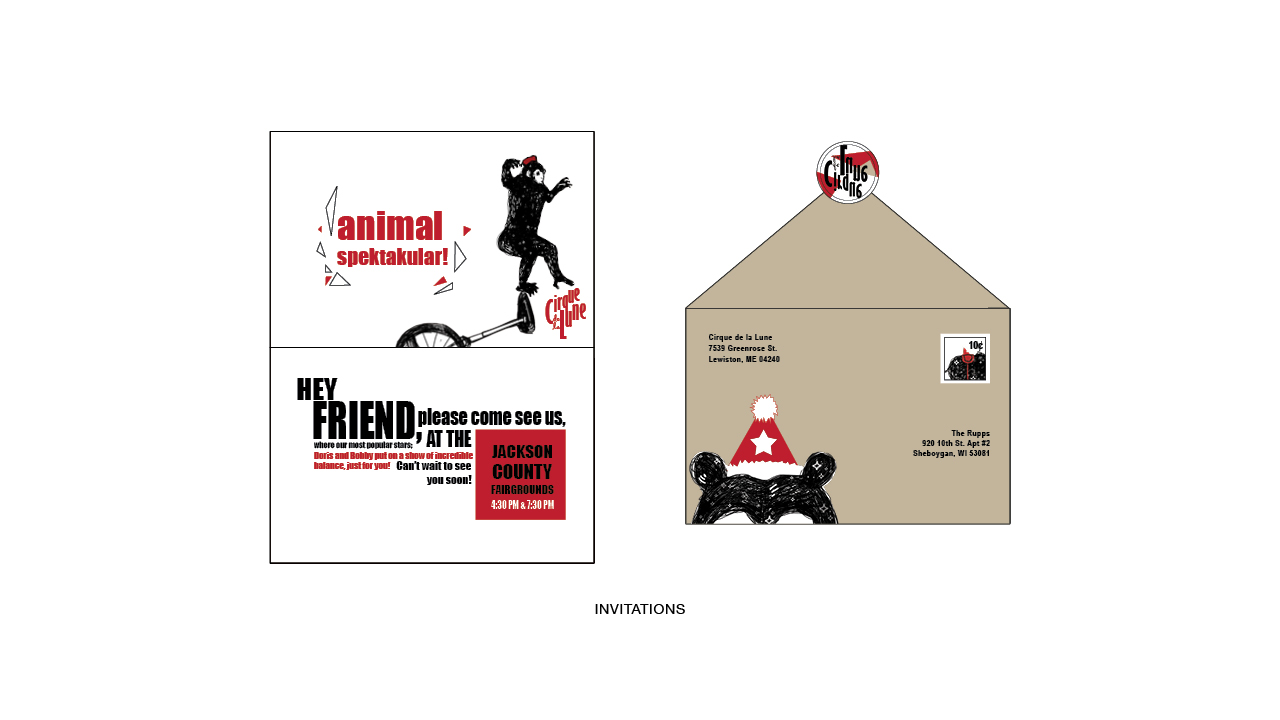 animal
spektakular!
Cirque
de la
Lune
HEY
FRIEND,
please come see us,
where our most popular stars;
AT THE
Doris and Bobby put on a show of incredible
balance, just for you!
Can't wait to see
you soon!
JACKSON
COUNTY
FAIRGROUNDS
4:30 PM & 7:30 PM
Cirque
Lune
Cirque de la Lune
7539 Greenrose St.
Lewiston, ME 04240
10¢
The Rupps
920 10th St. Apt #2
Sheboygan, WI 53081
INVITATIONS